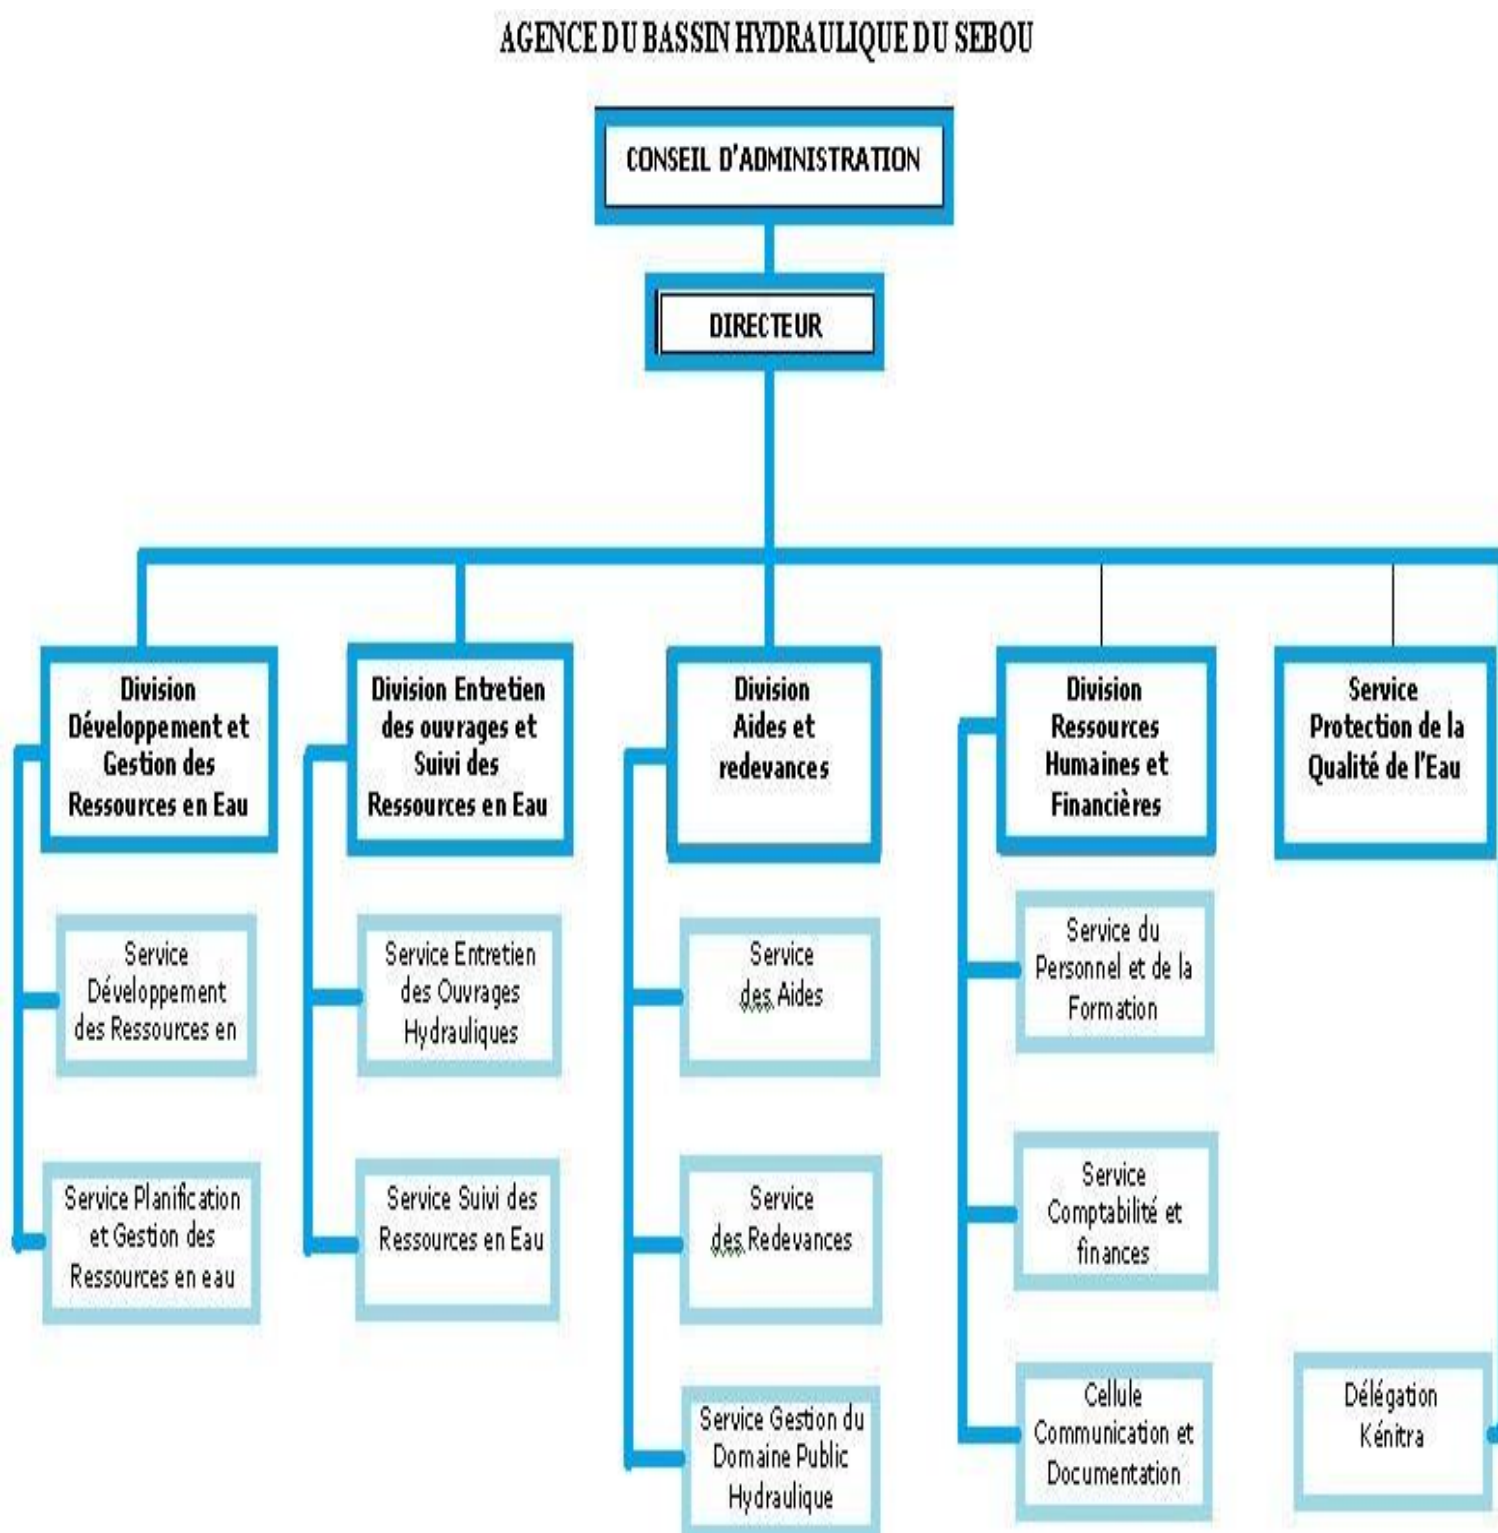 AGENCE DU BASSIN HYDRAULIQUE DU SEBOU
CONSEIL D'ADMINISTRATION
DIRECTEUR
Division
Développement et
Gestion des
Ressources en Eau
Division Entretien
des ouvrages et
Suivi des
Ressources en Eau
Division
Aides et
redevances
Division
Ressources
Humaines et
Financières
Service
Protection de la
Qualité de l'Eau
Service
Développement
des Ressources en
Service Entretien
des Ouvrages
Hydrauliques
Service
des Aides
Service du
Personnel et de la
Formation
Service Planification
et Gestion des
Ressources en eau
Service Suivi des
Ressources en Eau
Service
des Redevances
Service
Comptabilité et
finances
Service Gestion du
Domaine Public
Hydraulique
Cellule
Communication et
Documentation
Délégation
Kénitra